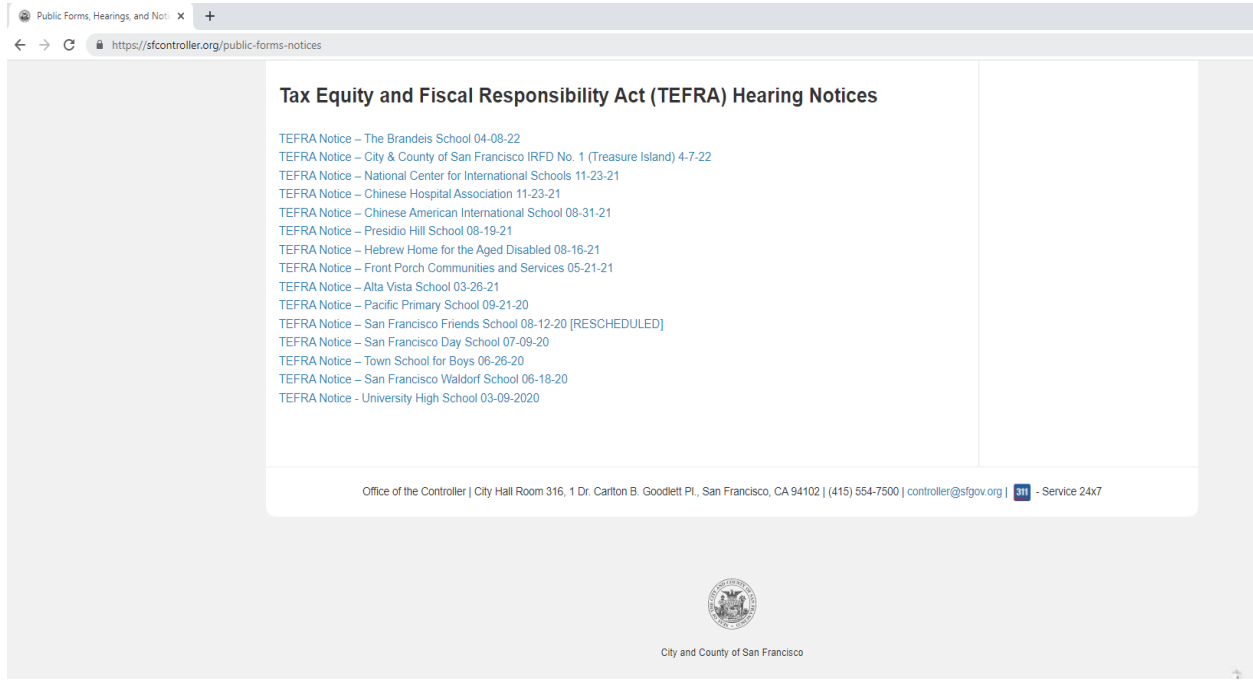 Public Forms, Hearings, and Noti
https://sfcontroller.org/public-forms-notices
Tax Equity and Fiscal Responsibility Act (TEFRA) Hearing Notices
TEFRA Notice – The Brandeis School 04-08-22
TEFRA Notice – City & County of San Francisco IRFD No. 1 (Treasure Island) 4-7-22
TEFRA Notice – National Center for International Schools 11-23-21
TEFRA Notice – Chinese Hospital Association 11-23-21
TEFRA Notice – Chinese American International School 08-31-21
TEFRA Notice – Presidio Hill School 08-19-21
TEFRA Notice – Hebrew Home for the Aged Disabled 08-16-21
TEFRA Notice – Front Porch Communities and Services 05-21-21
TEFRA Notice – Alta Vista School 03-26-21
TEFRA Notice – Pacific Primary School 09-21-20
TEFRA Notice – San Francisco Friends School 08-12-20 [RESCHEDULED]
TEFRA Notice – San Francisco Day School 07-09-20
TEFRA Notice – Town School for Boys 06-26-20
TEFRA Notice – San Francisco Waldorf School 06-18-20
TEFRA Notice - University High School 03-09-2020
Office of the Controller | City Hall Room 316, 1 Dr. Carlton B. Goodlett Pl., San Francisco, CA 94102 | (415) 554-7500 | controller@sfgov.org | 311 - Service 24x7
City and County of San Francisco